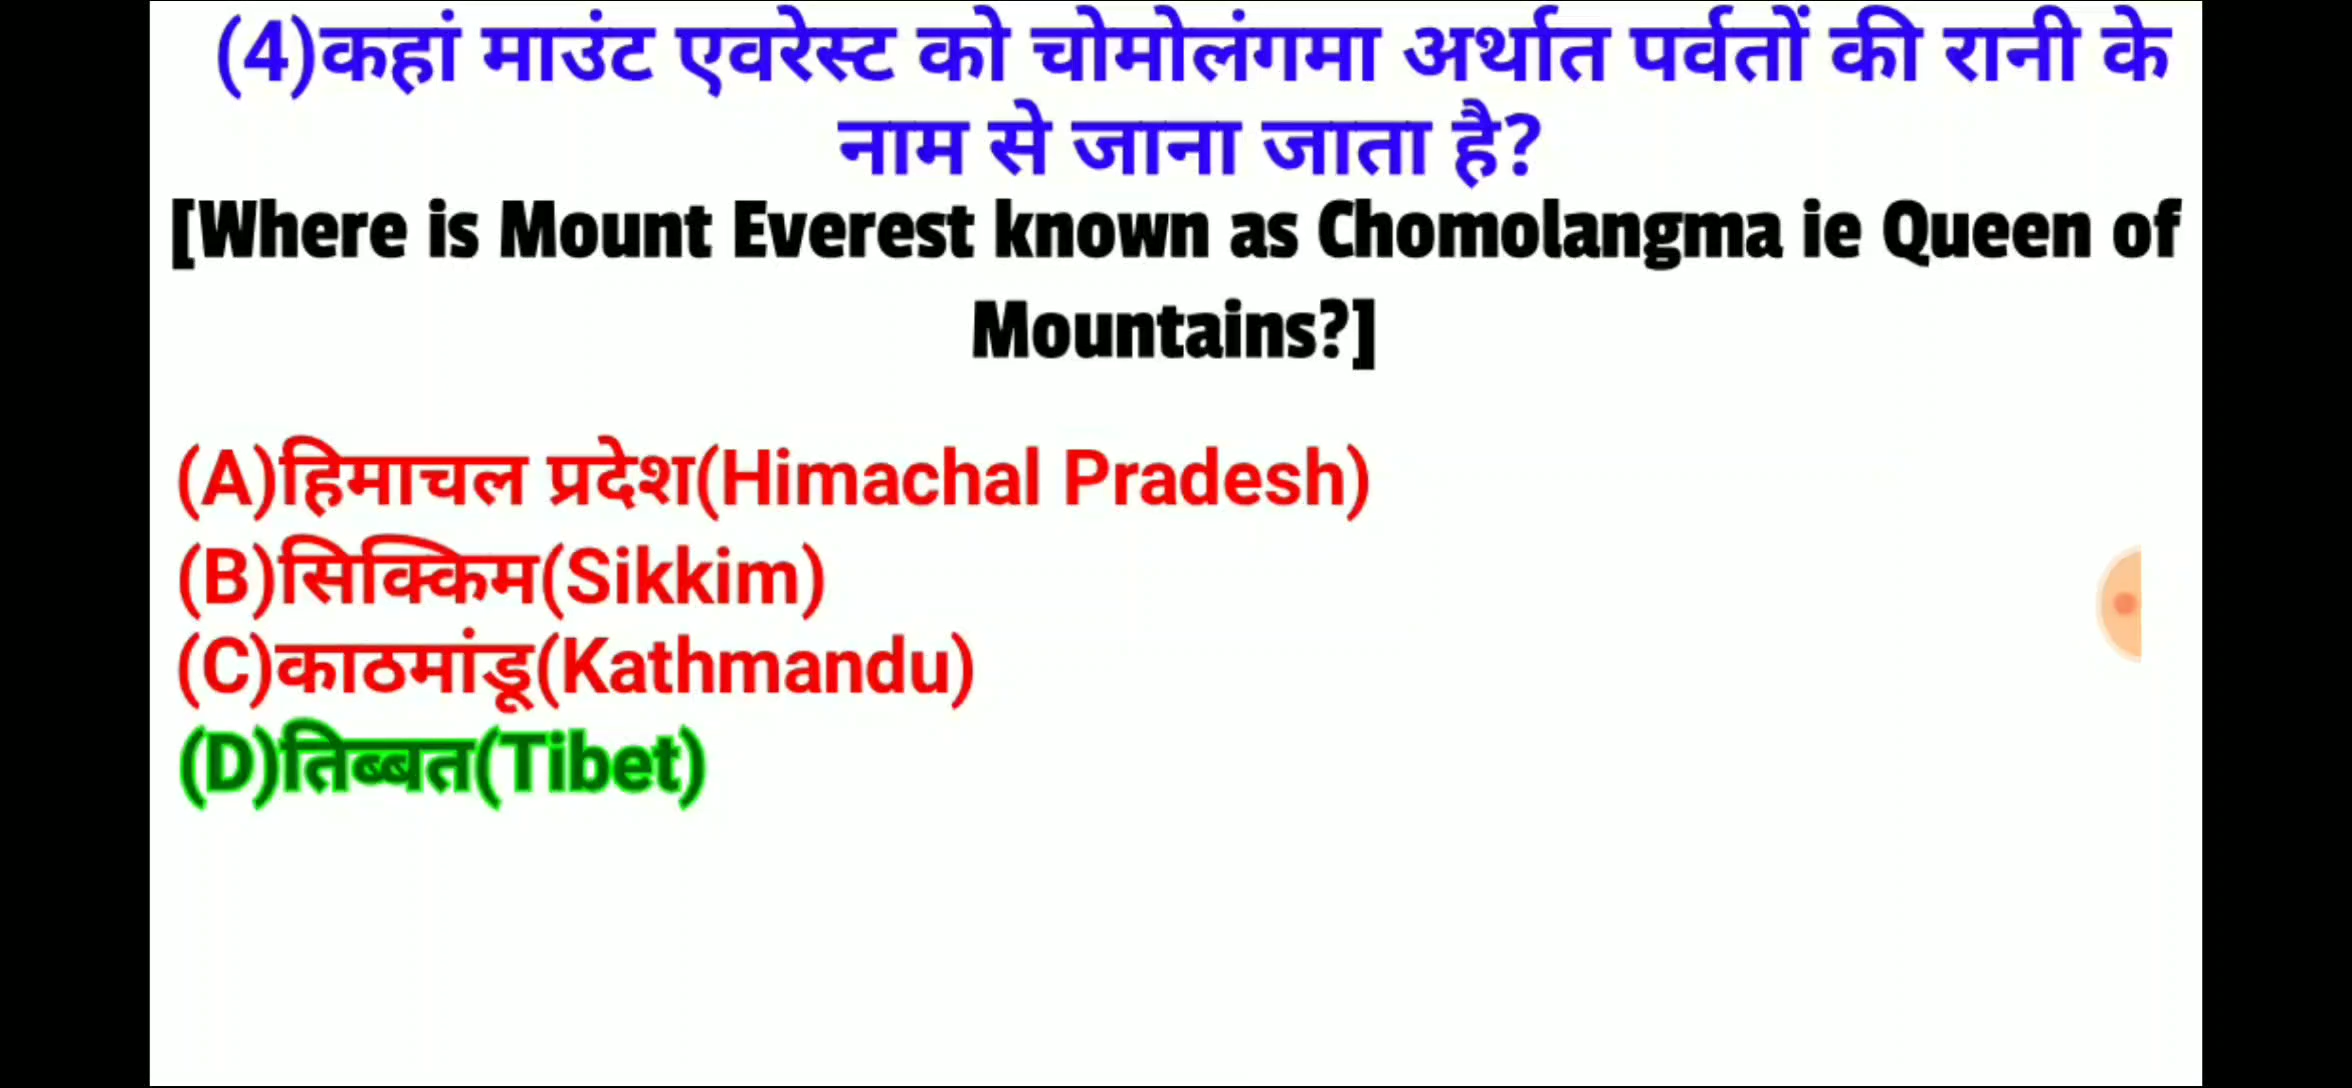 (4)कहां माउंट एवरेस्ट को चोमोलंगमा अर्थात पर्वतों की रानी के
नाम से जाना जाता है?
[Where is Mount Everest known as Chomolangma ie Queen of
Mountains?]
(A)हिमाचल प्रदेश(Himachal Pradesh)
(B)सिक्किम(Sikkim)
(C)काठमांडू(Kathmandu)
(D)तिब्बत(Tibet)